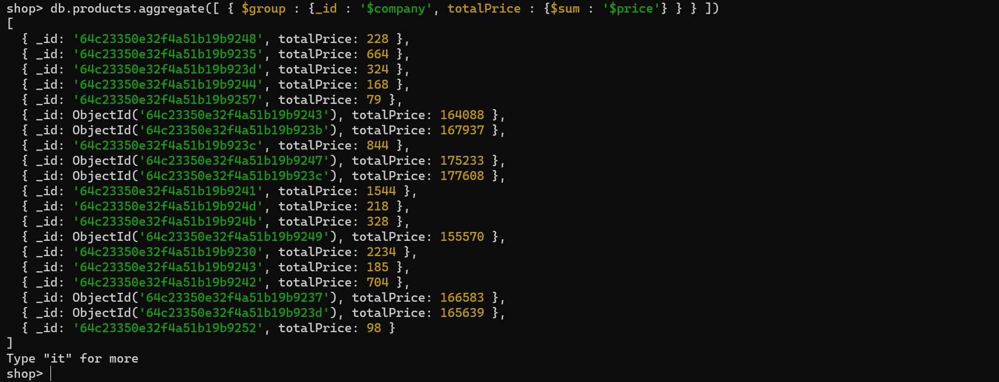 shop> db.products.aggregate([ { $group : {_id : '$company', totalPrice : {$sum : '$price'} } } ])
[
  { _id: '64c23350e32f4a51b19b9248', totalPrice: 228 },
  { _id: '64c23350e32f4a51b19b9235', totalPrice: 664 },
  { _id: '64c23350e32f4a51b19b923d', totalPrice: 324 },
  { _id: '64c23350e32f4a51b19b9244', totalPrice: 168 },
  { _id: '64c23350e32f4a51b19b9257', totalPrice: 79 },
  { _id: ObjectId('64c23350e32f4a51b19b9243'), totalPrice: 164088 },
  { _id: ObjectId('64c23350e32f4a51b19b923b'), totalPrice: 167937 },
  { _id: '64c23350e32f4a51b19b923c', totalPrice: 844 },
  { _id: ObjectId('64c23350e32f4a51b19b9247'), totalPrice: 175233 },
  { _id: ObjectId('64c23350e32f4a51b19b923c'), totalPrice: 177608 },
  { _id: '64c23350e32f4a51b19b9241', totalPrice: 1544 },
  { _id: '64c23350e32f4a51b19b924d', totalPrice: 218 },
  { _id: '64c23350e32f4a51b19b924b', totalPrice: 328 },
  { _id: ObjectId('64c23350e32f4a51b19b9249'), totalPrice: 155570 },
  { _id: '64c23350e32f4a51b19b9230', totalPrice: 2234 },
  { _id: '64c23350e32f4a51b19b9243', totalPrice: 185 },
  { _id: '64c23350e32f4a51b19b9242', totalPrice: 704 },
  { _id: ObjectId('64c23350e32f4a51b19b9237'), totalPrice: 166583 },
  { _id: ObjectId('64c23350e32f4a51b19b923d'), totalPrice: 165639 },
  { _id: '64c23350e32f4a51b19b9252', totalPrice: 98 }
]
Type "it" for more
shop>